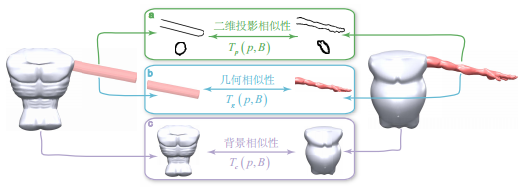 a
二维投影相似性
T_p(p,B)
b
几何相似性
T_g(p,B)
c
背景相似性
T_c(p,B)